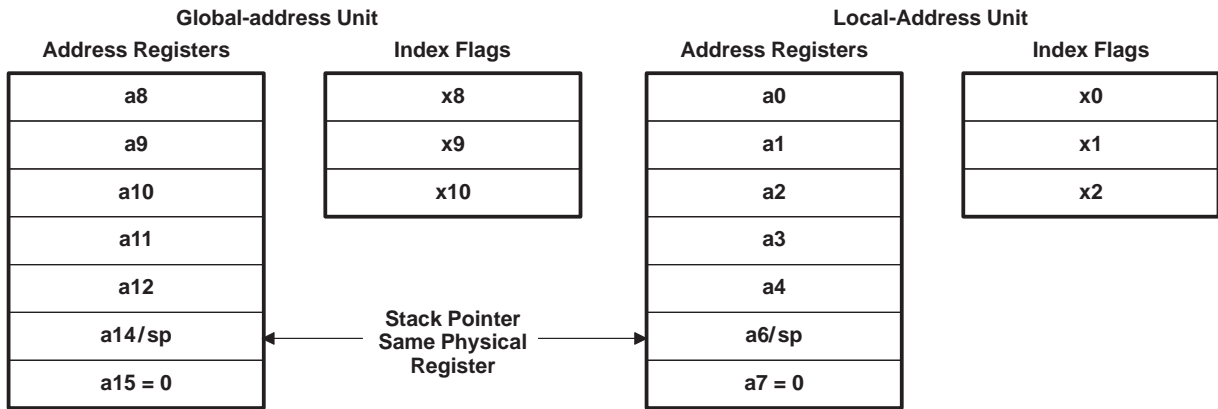 Global-address Unit
Address Registers
Index Flags
a8
a9
a10
a11
a12
a14/sp
a15 = 0
x8
x9
x10
Stack Pointer
Same Physical
Register
Local-Address Unit
Address Registers
Index Flags
a0
a1
a2
a3
a4
a6/sp
a7 = 0
x0
x1
x2